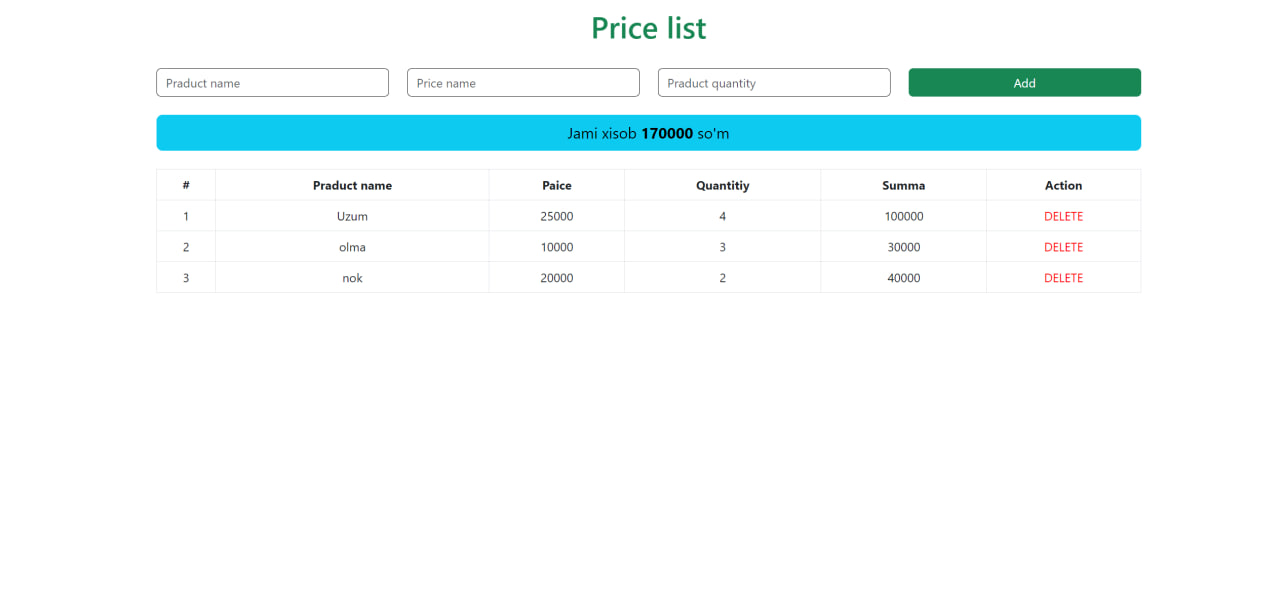 Price list
Praduct name Price name Praduct quantity Add
Jami xisob 170000 so'm
# Praduct name Paice Quantitiy Summa Action
1 Uzum 25000 4 100000 DELETE
2 olma 10000 3 30000 DELETE
3 nok 20000 2 40000 DELETE